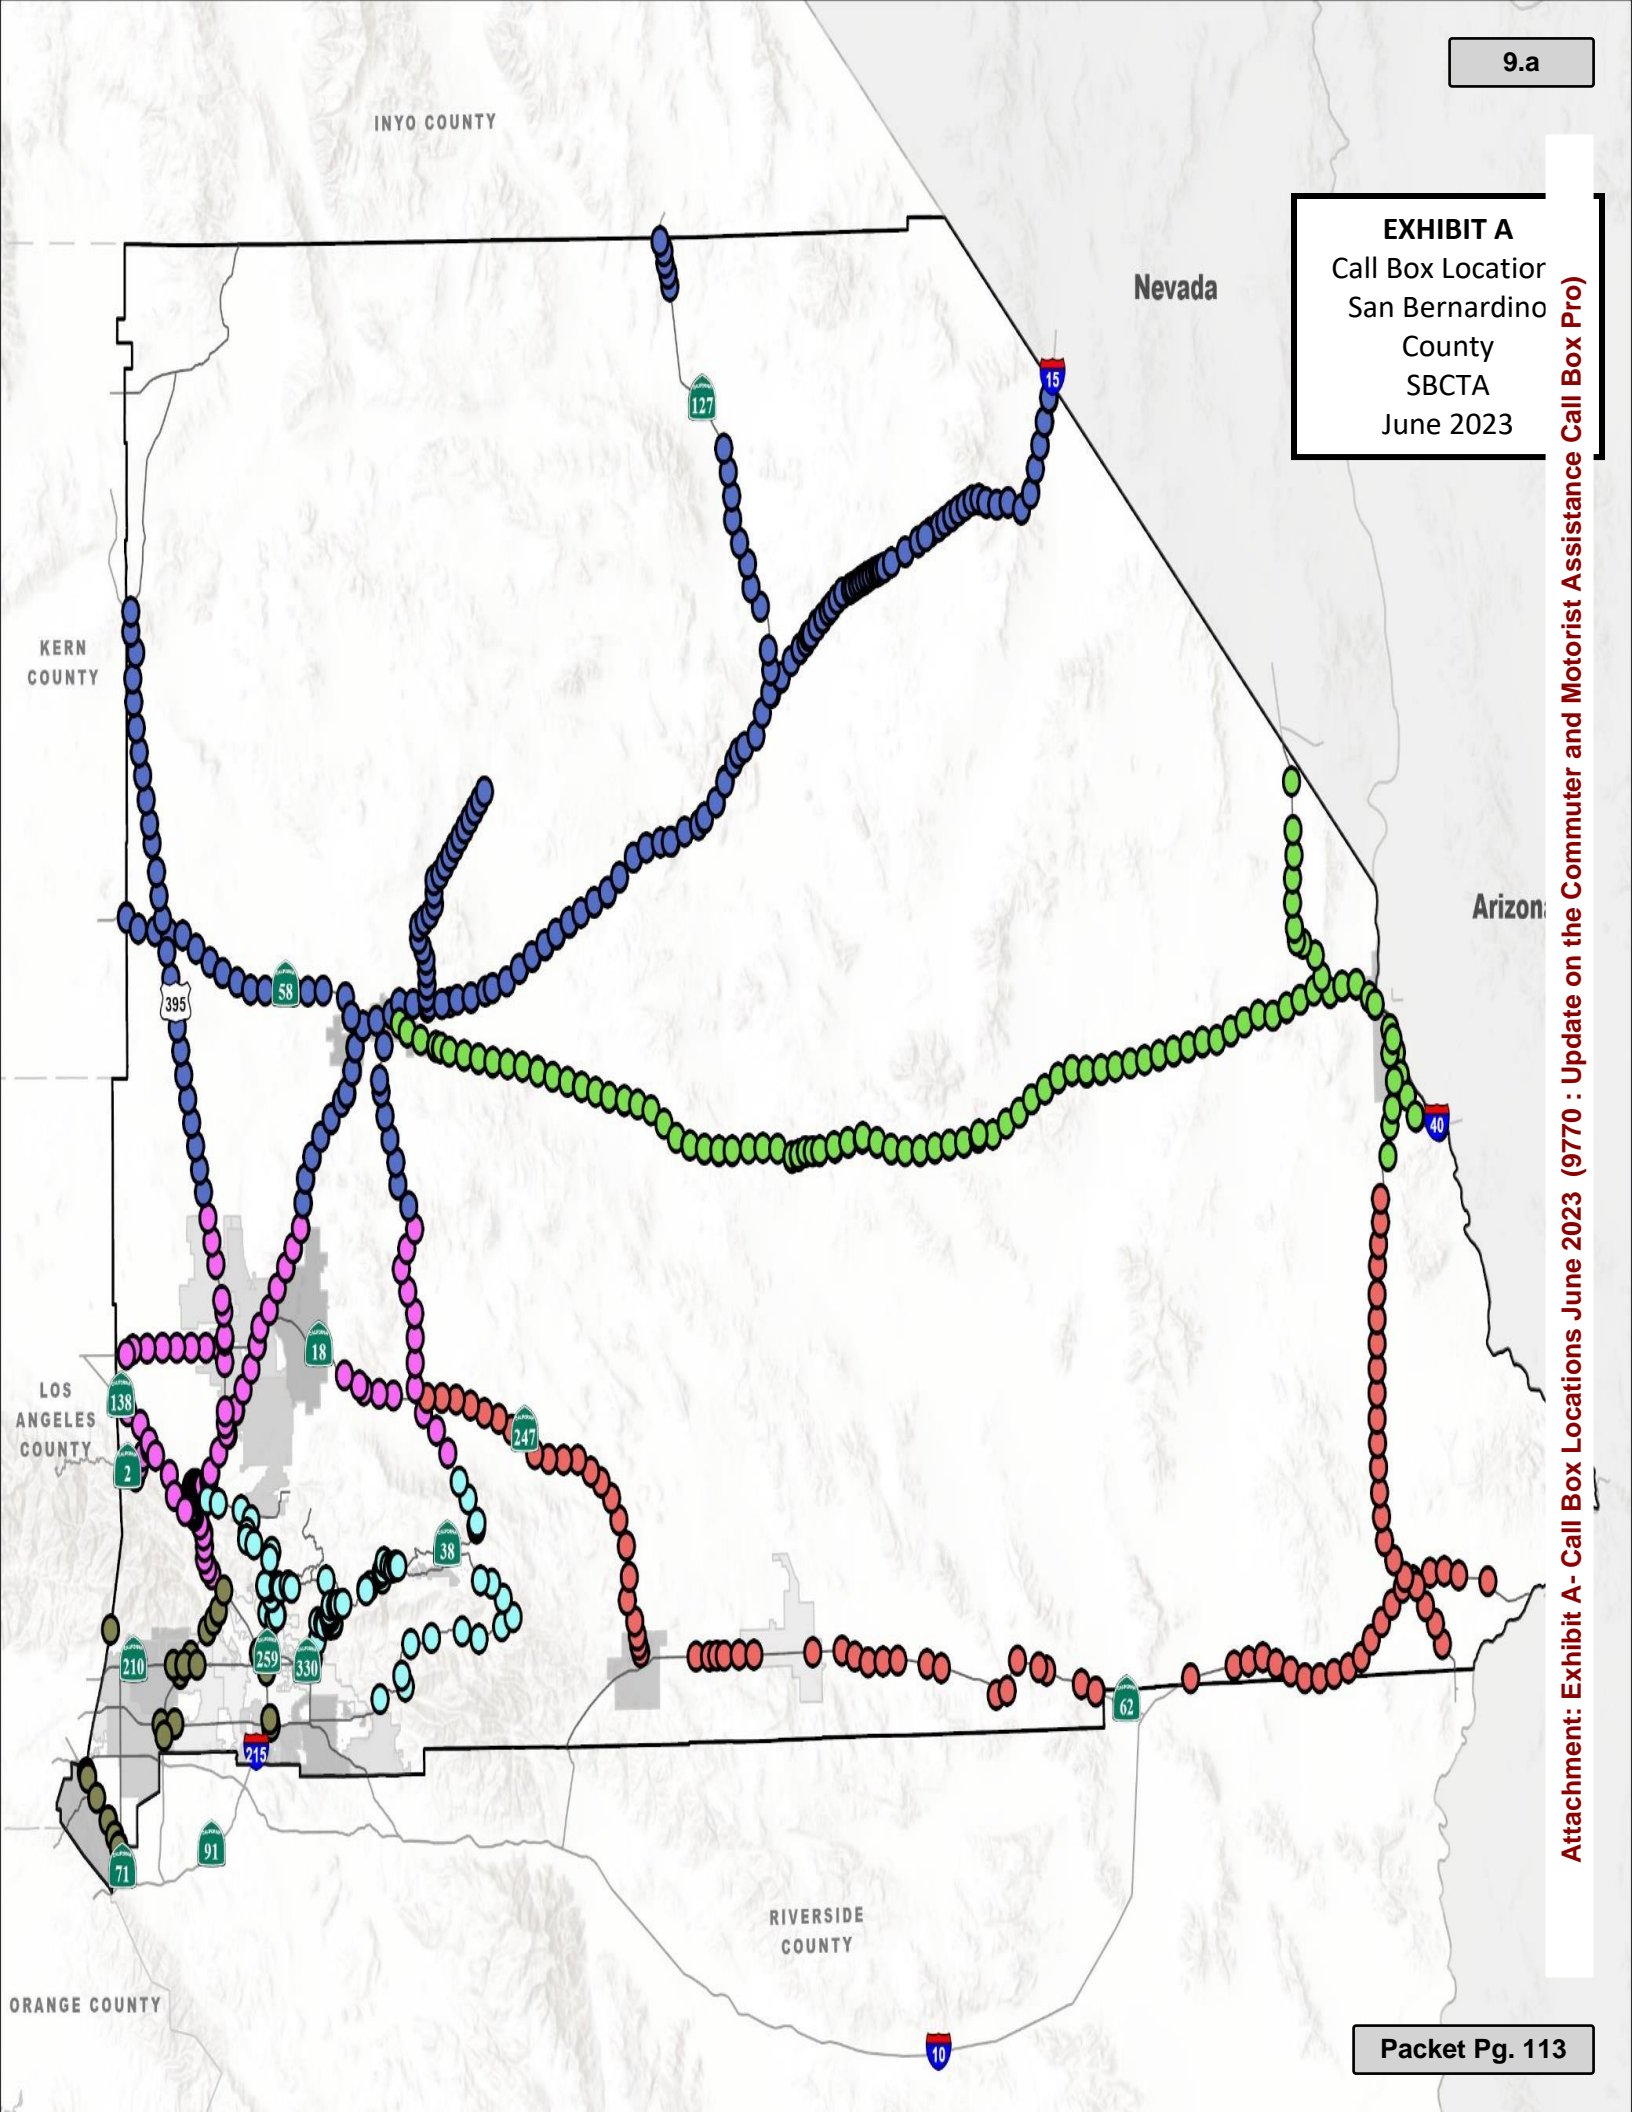 9.a
INYO COUNTY
EXHIBIT A
Call Box Location
San Bernardino
County
SBCTA
June 2023
Nevada
15
127
KERN
COUNTY
Arizona
58
395
40
18
LOS
ANGELES
COUNTY
138
247
2
38
210
259
330
62
215
91
71
RIVERSIDE
COUNTY
ORANGE COUNTY
10
Attachment: Exhibit A- Call Box Locations June 2023 (9770 : Update on the Commuter and Motorist Assistance Call Box Pro)
Packet Pg. 113